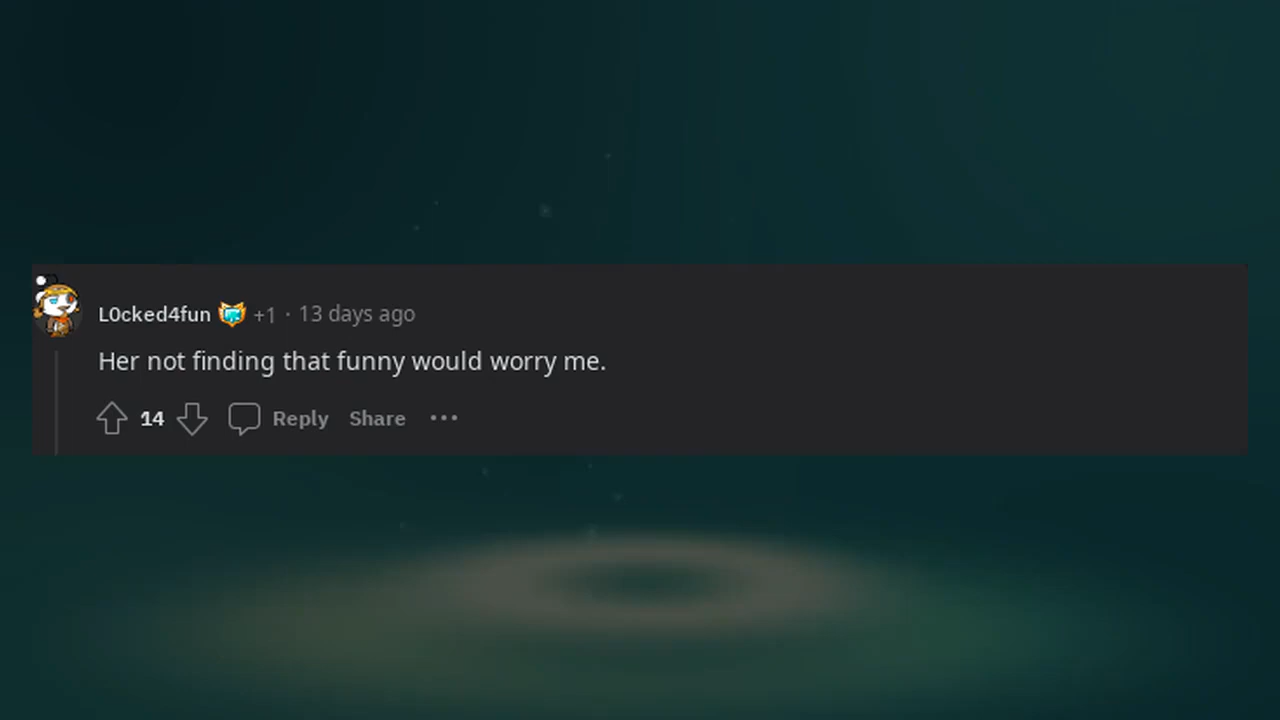 L0cked4fun +1 · 13 days ago
Her not finding that funny would worry me.
14 Reply Share ···